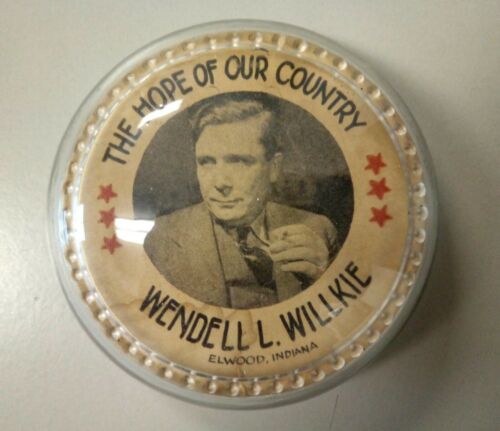 THE HOPE OF OUR COUNTRY
WENDELL L. WILLKIE
ELWOOD, INDIANA